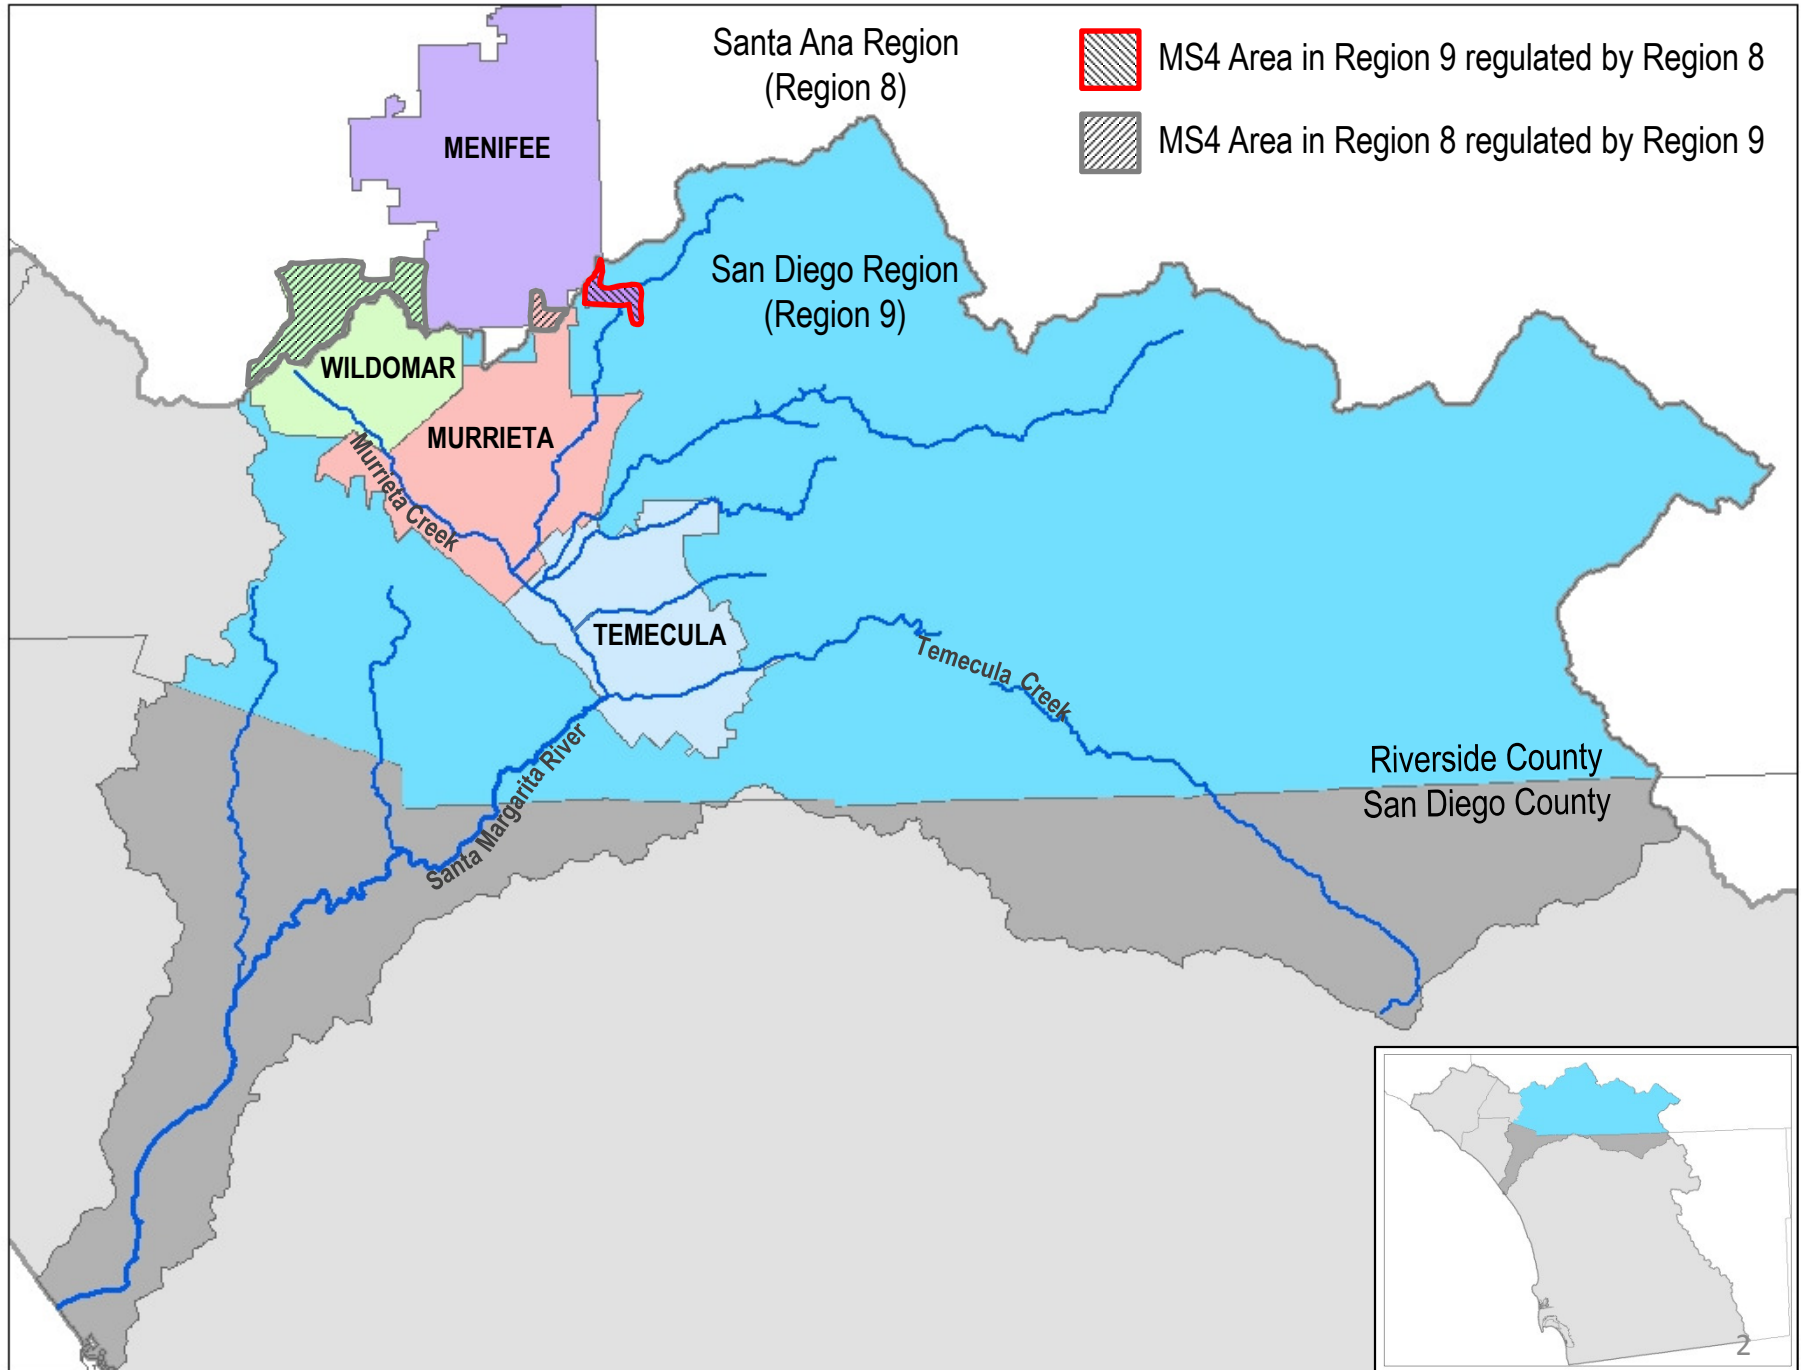 Santa Ana Region
(Region 8)
MS4 Area in Region 9 regulated by Region 8
MS4 Area in Region 8 regulated by Region 9
MENIFEE
San Diego Region
(Region 9)
WILDOMAR
MURRIETA
Murrieta Creek
TEMECULA
Temecula Creek
Santa Margarita River
Riverside County
San Diego County
2